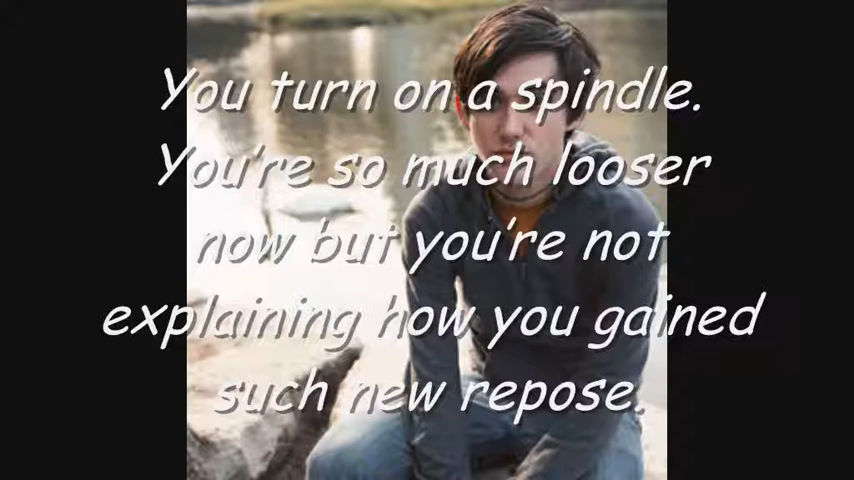 You turn on a spindle.
You're so much looser
now but you're not
explaining how you gained
such new repose.